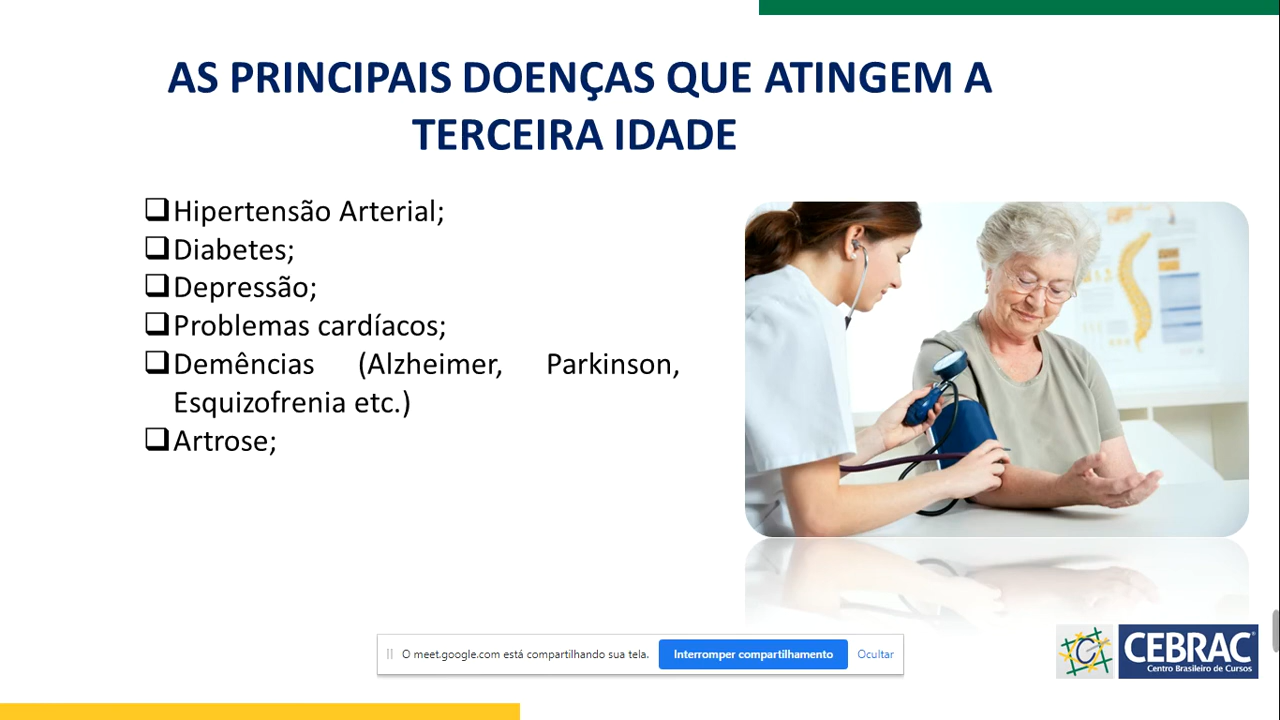 AS PRINCIPAIS DOENÇAS QUE ATINGEM A
TERCEIRA IDADE
Hipertensão Arterial;
Diabetes;
Depressão;
Problemas cardíacos;
Demências (Alzheimer, Parkinson,
Esquizofrenia etc.)
Artrose;
O meet.google.com está compartilhando sua tela. Interromper compartilhamento Ocultar
CEBRAC®
Centro Brasileiro de Cursos